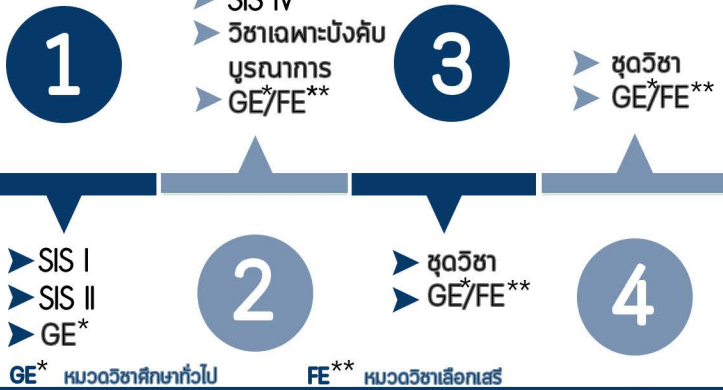 1
SIS I
SIS II
GE*
SIS IV
วิชาเฉพาะบังคับ
บูรณาการ
GE*/FE**
2
3
ชุดวิชา
GE*/FE**
ชุดวิชา
GE*/FE**
4
GE* หมวดวิชาศึกษาทั่วไป
FE** หมวดวิชาเลือกเสรี